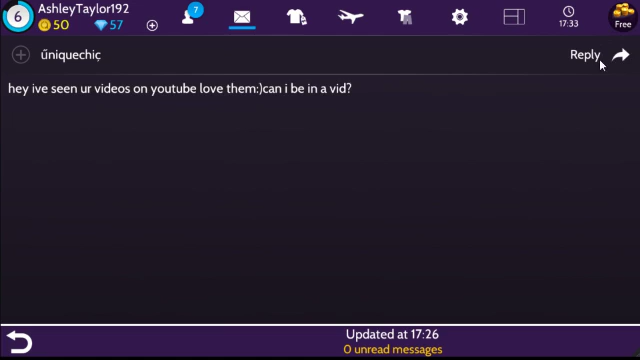 6
AshleyTaylor192
50
57
7
17:33
Free
űniquechiç
Reply
hey ive seen ur videos on youtube love them:)can i be in a vid?
Updated at 17:26
0 unread messages